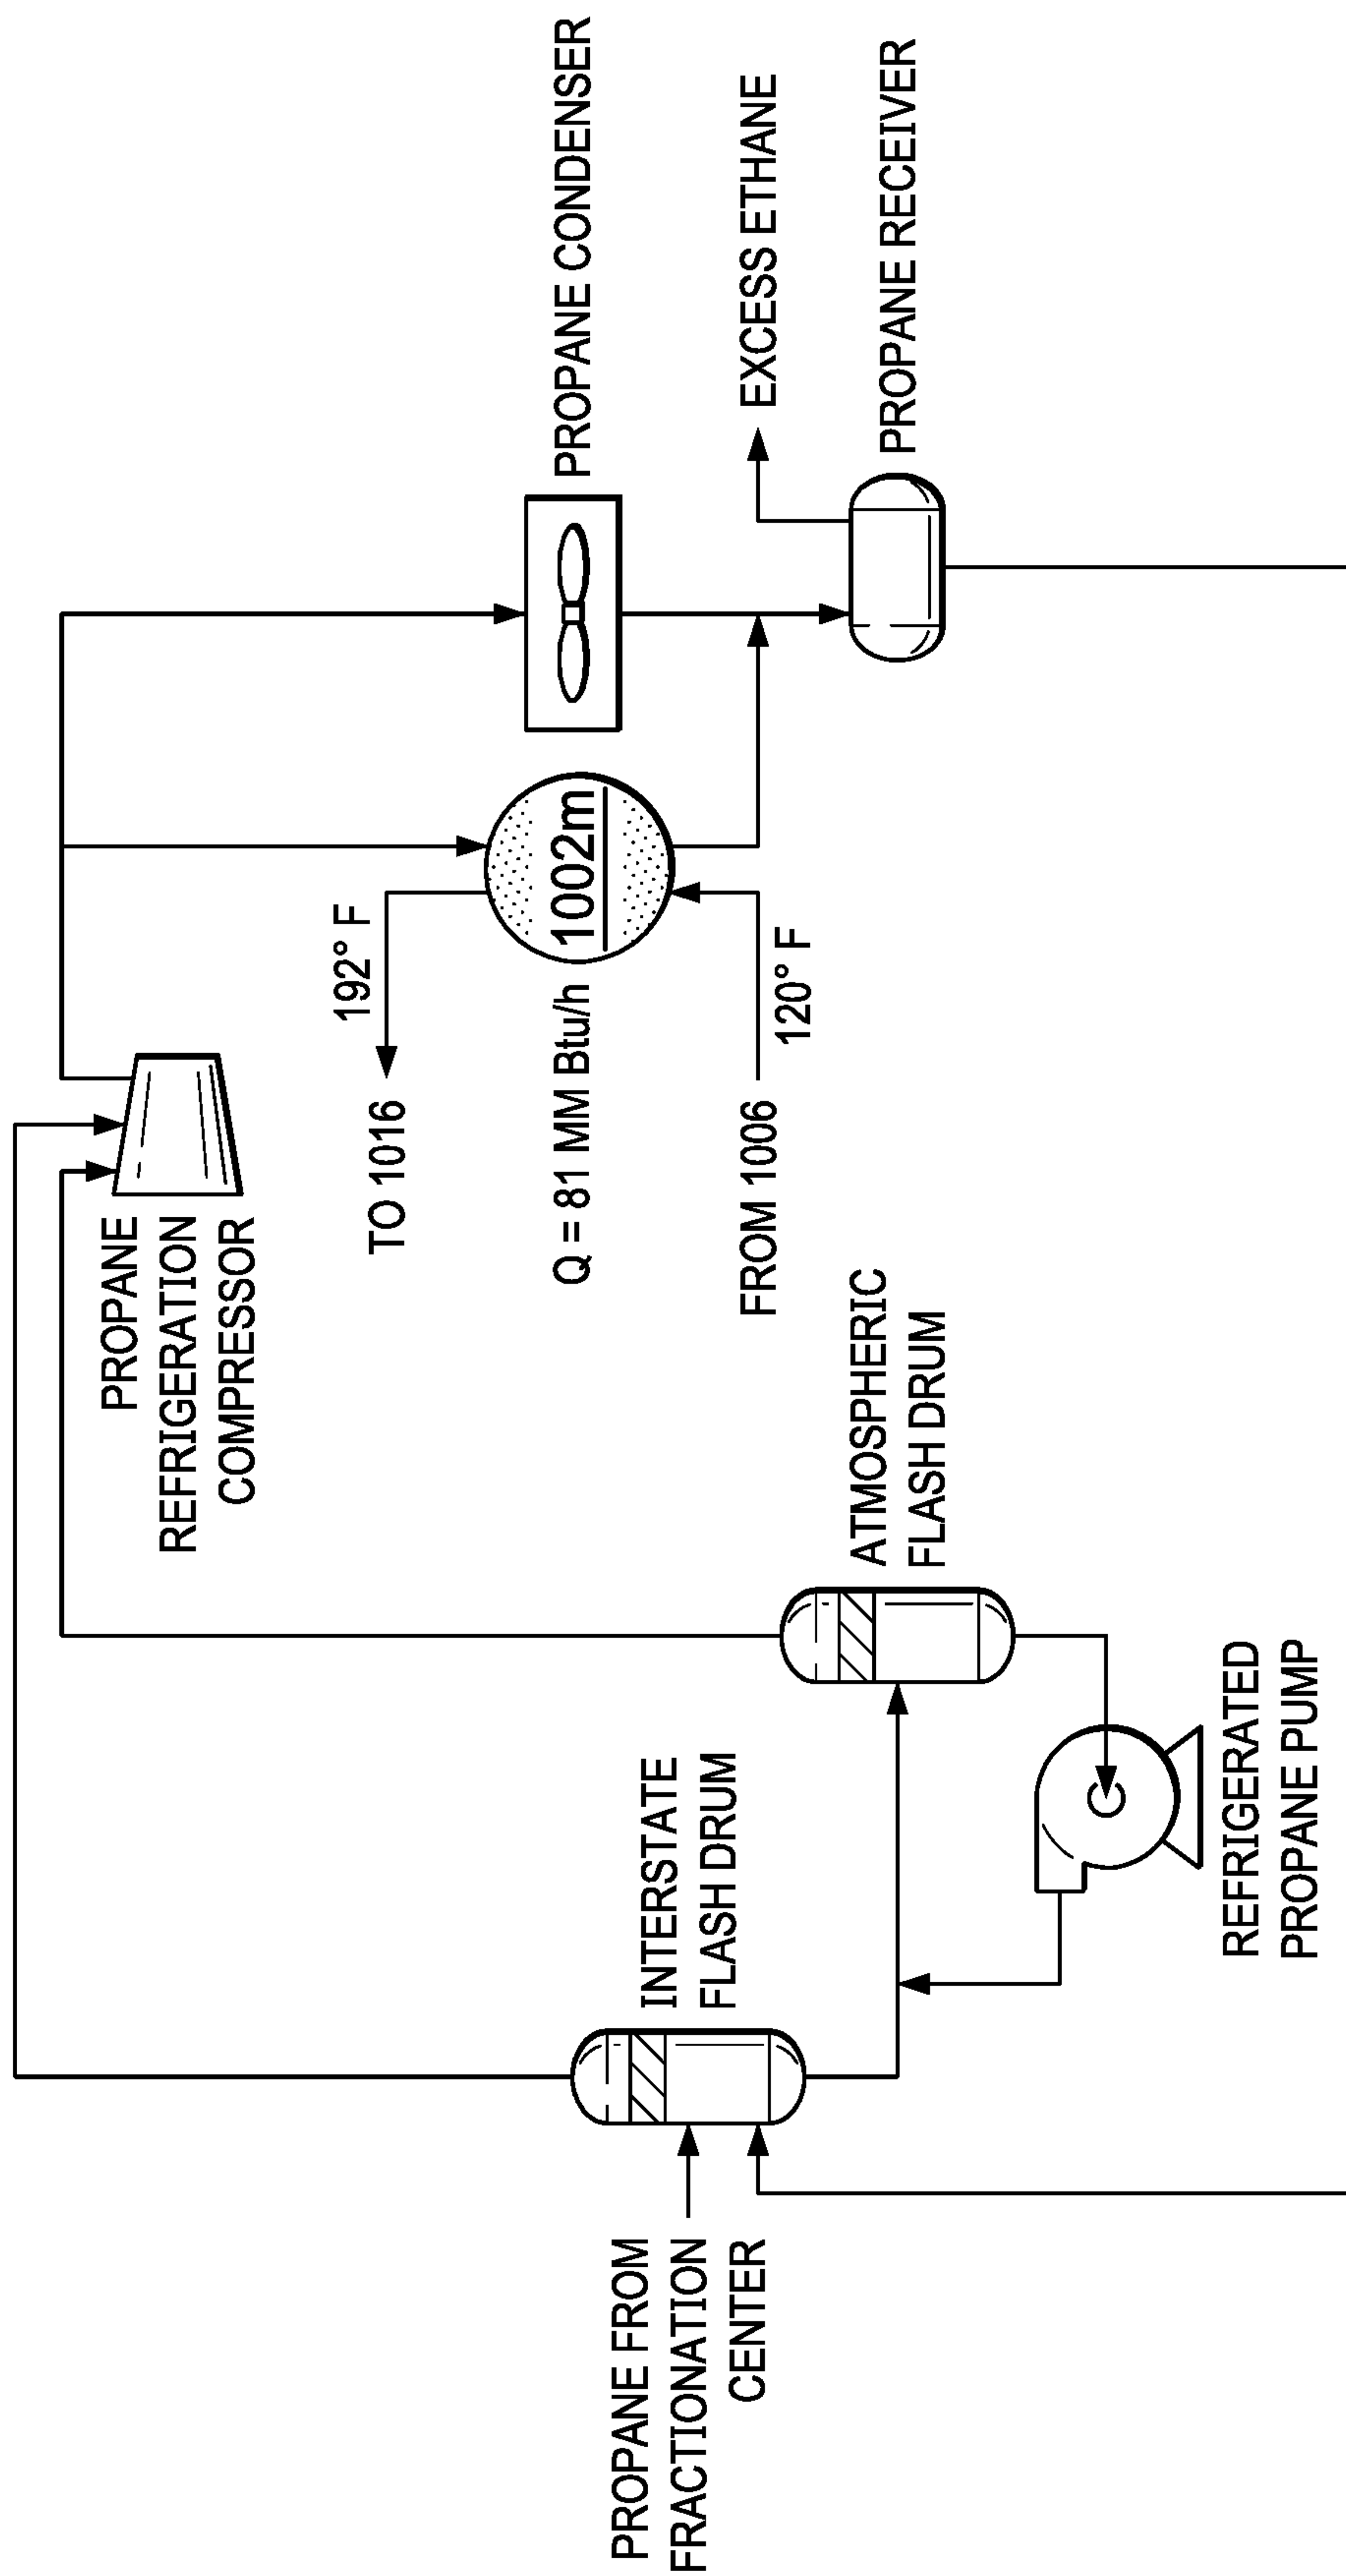 PROPANE
REFRIGERATION
COMPRESSOR
192° F
TO 1016
Q = 81 MM Btu/h
1002m
FROM 1006
120° F
PROPANE CONDENSER
EXCESS ETHANE
PROPANE RECEIVER
PROPANE FROM
FRACTIONATION
CENTER
INTERSTATE
FLASH DRUM
ATMOSPHERIC
FLASH DRUM
REFRIGERATED
PROPANE PUMP